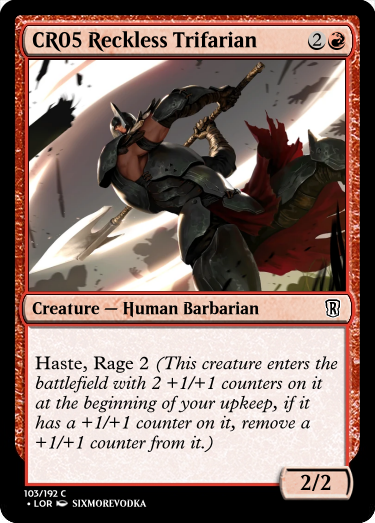 CR05 Reckless Trifarian 2
Creature — Human Barbarian R
Haste, Rage 2 (This creature enters the
battlefield with 2 +1/+1 counters on it
at the beginning of your upkeep, if it
has a +1/+1 counter on it, remove a
+1/+1 counter from it.)
2/2
103/192 C
• LOR SIXMOREVODKA